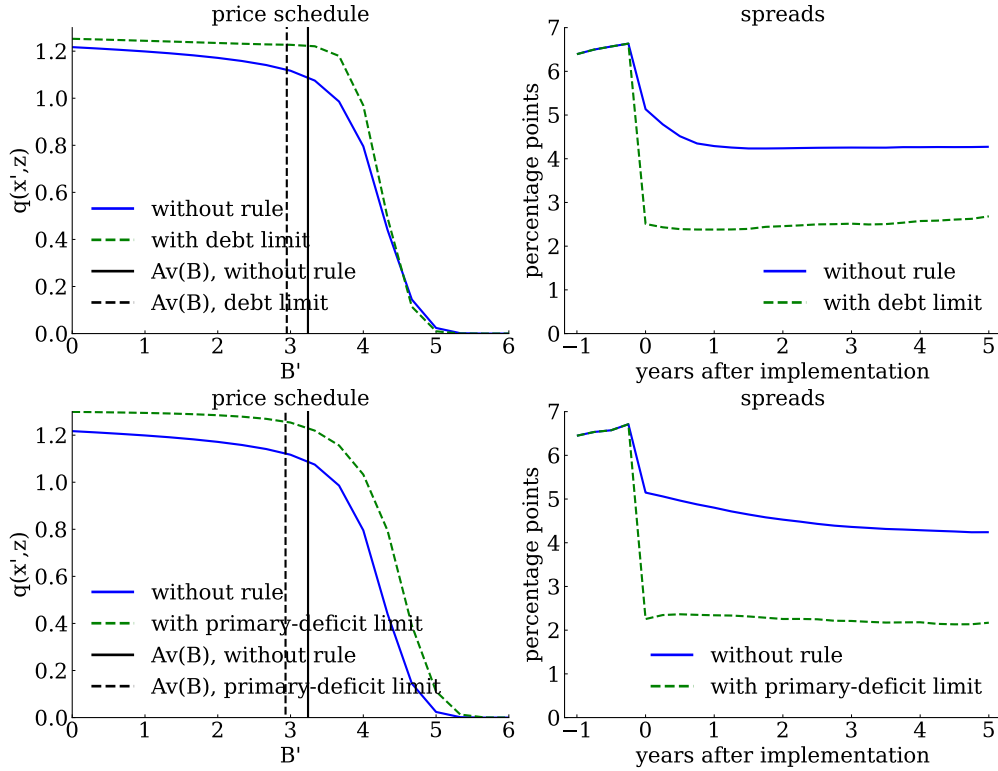 price schedule
q(x',z)
1.2
1.0
0.8
0.6
0.4
0.2
0.0
without rule
with debt limit
Av(B), without rule
Av(B), debt limit
0 1 2 3 4 5 6
B'
spreads
percentage points
7
6
5
4
3
2
1
0
without rule
with debt limit
−1 0 1 2 3 4 5
years after implementation
price schedule
q(x',z)
1.2
1.0
0.8
0.6
0.4
0.2
0.0
without rule
with primary-deficit limit
Av(B), without rule
Av(B), primary-deficit limit
0 1 2 3 4 5 6
B'
spreads
percentage points
7
6
5
4
3
2
1
0
without rule
with primary-deficit limit
−1 0 1 2 3 4 5
years after implementation